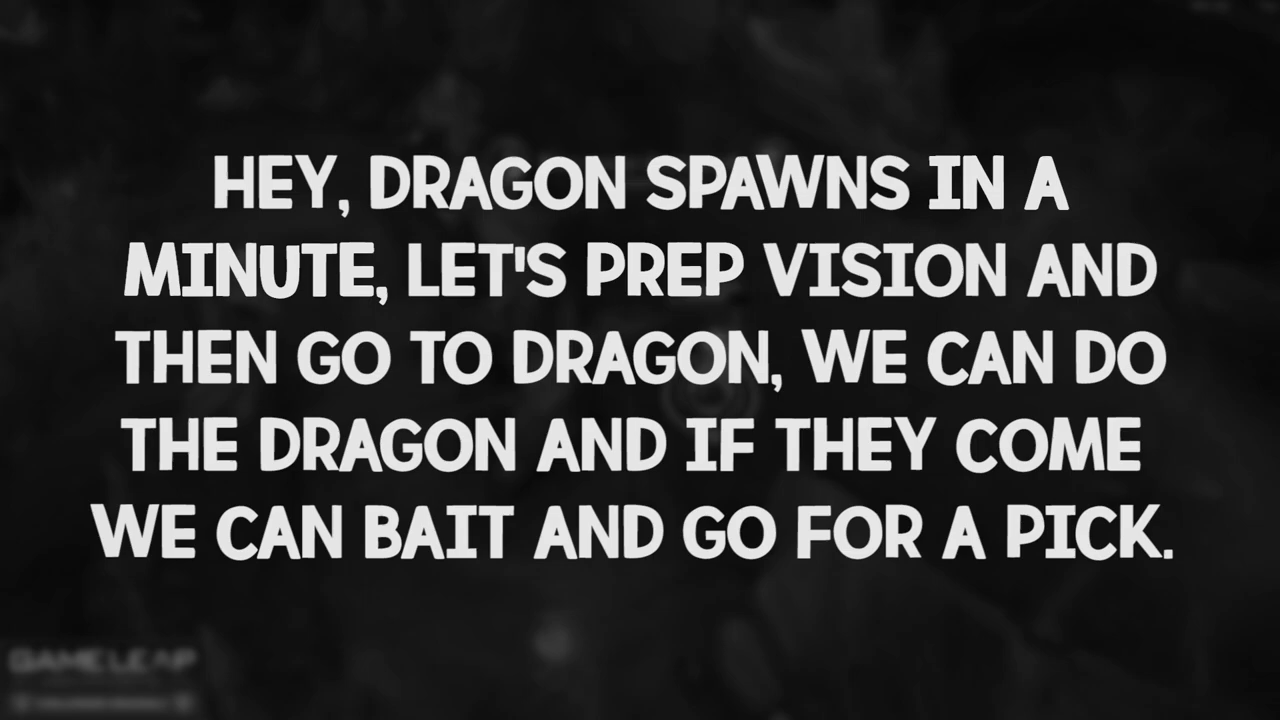 HEY, DRAGON SPAWNS IN A
MINUTE, LET'S PREP VISION AND
THEN GO TO DRAGON, WE CAN DO
THE DRAGON AND IF THEY COME
WE CAN BAIT AND GO FOR A PICK.
GAMELEAP